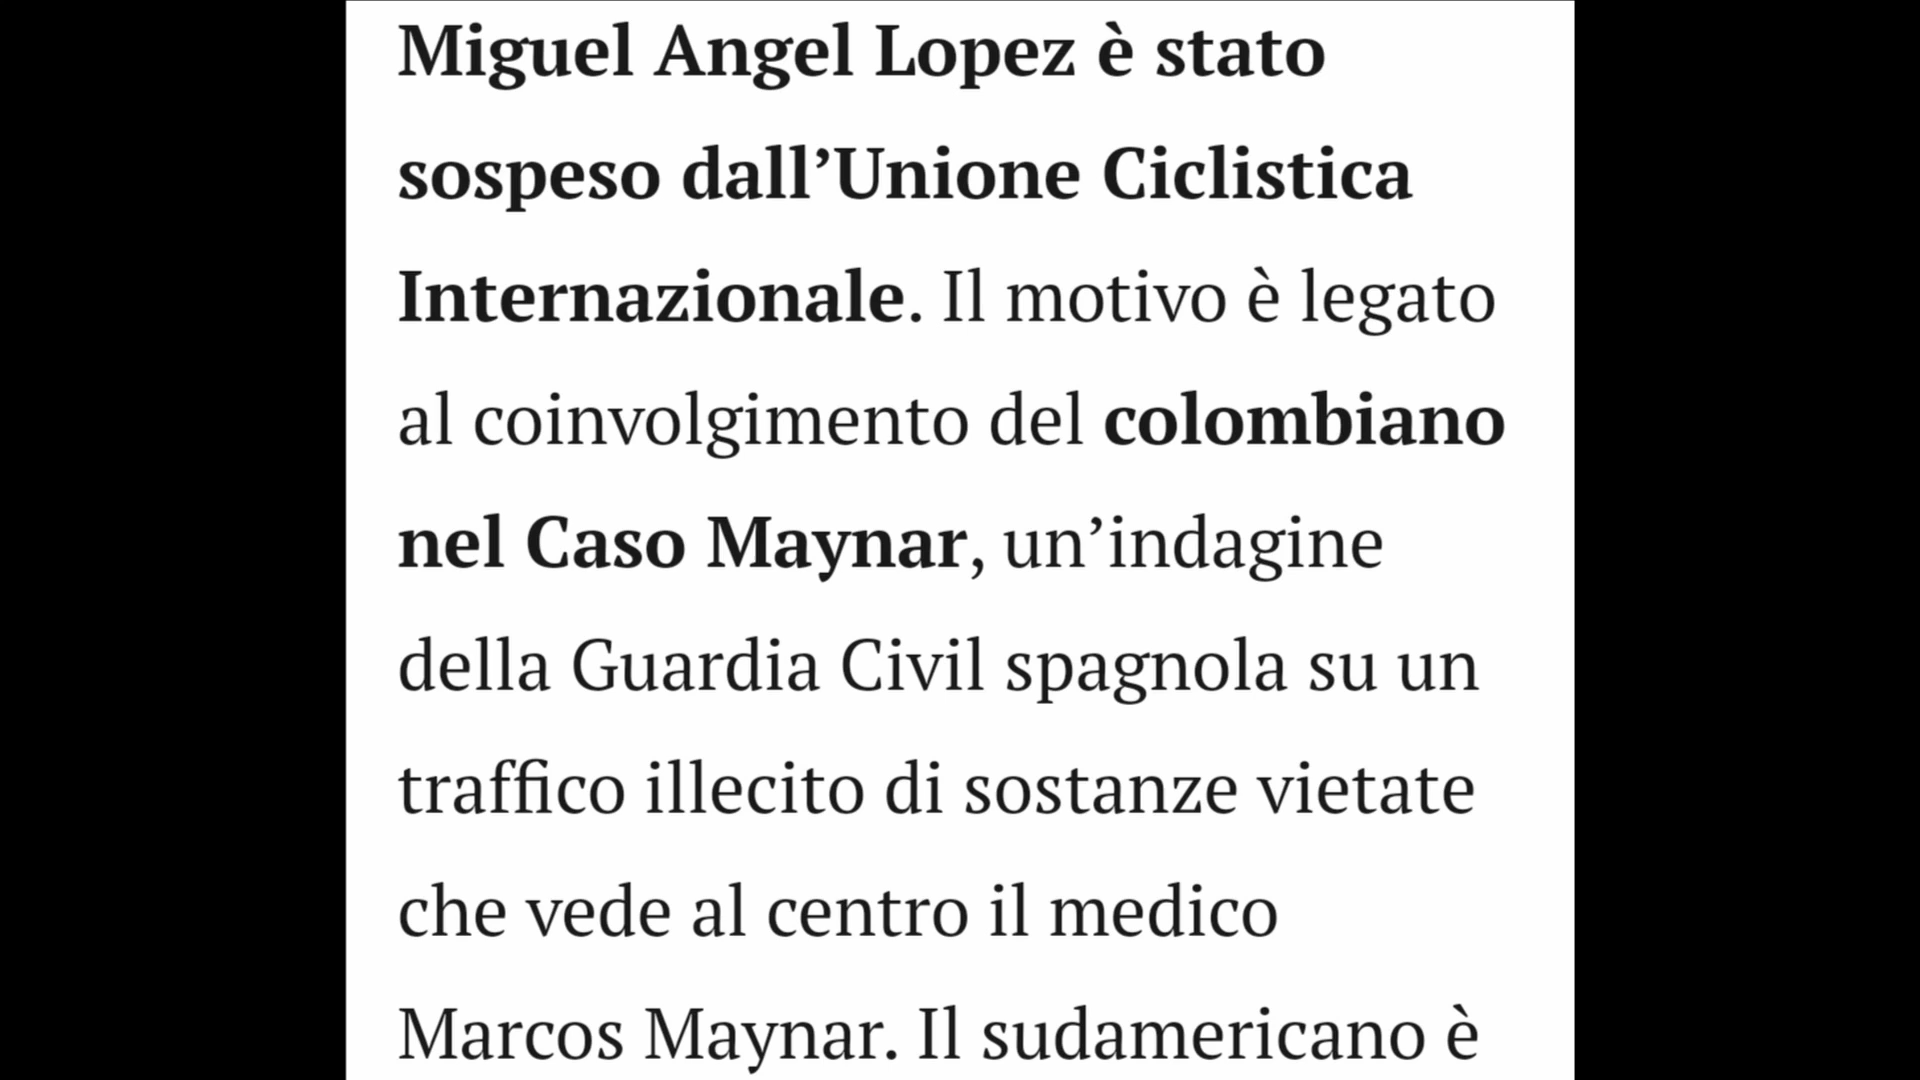 Miguel Angel Lopez è stato
sospeso dall’Unione Ciclistica
Internazionale. Il motivo è legato
al coinvolgimento del colombiano
nel Caso Maynar, un’indagine
della Guardia Civil spagnola su un
traffico illecito di sostanze vietate
che vede al centro il medico
Marcos Maynar. Il sudamericano è